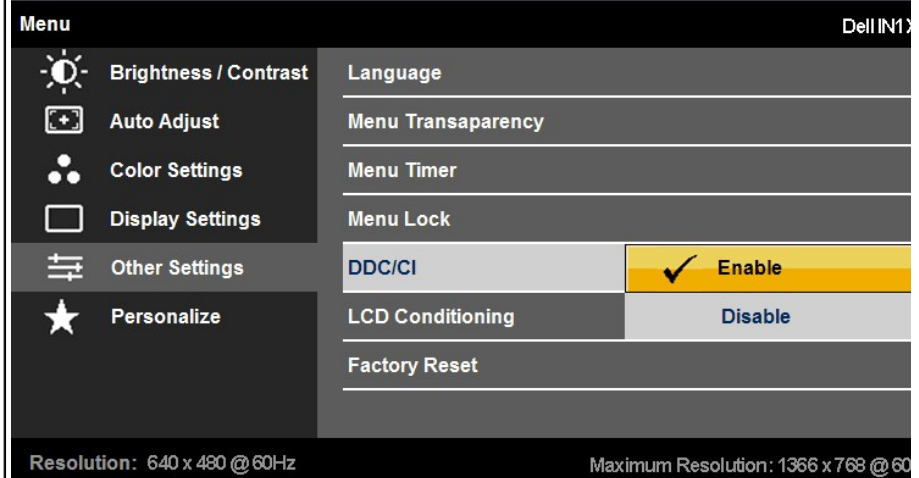 Menu
Dell IN1X
Brightness / Contrast
Auto Adjust
Color Settings
Display Settings
Other Settings
Personalize
Language
Menu Transaparency
Menu Timer
Menu Lock
DDC/CI
Enable
LCD Conditioning
Disable
Factory Reset
Resolution: 640 x 480 @ 60Hz
Maximum Resolution: 1366 x 768 @ 60